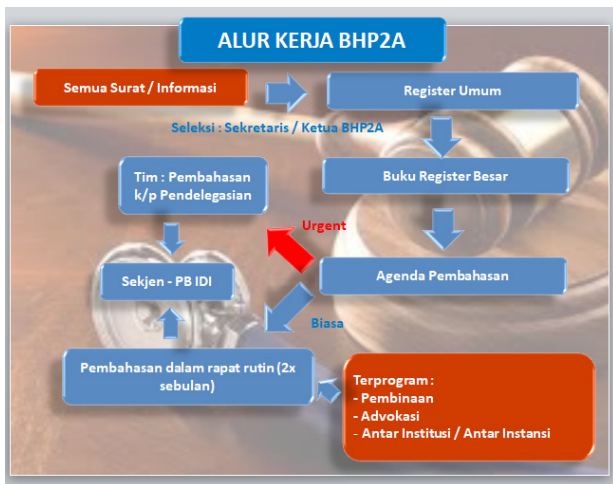 ALUR KERJA BHP2A
Semua Surat / Informasi
Register Umum
Seleksi : Sekretaris / Ketua BHP2A
Tim : Pembahasan
k/p Pendelegasian
Buku Register Besar
Urgent
Sekjen - PB IDI
Agenda Pembahasan
Biasa
Pembahasan dalam rapat rutin (2x
sebulan)
Terprogram :
- Pembinaan
- Advokasi
- Antar Institusi / Antar Instansi